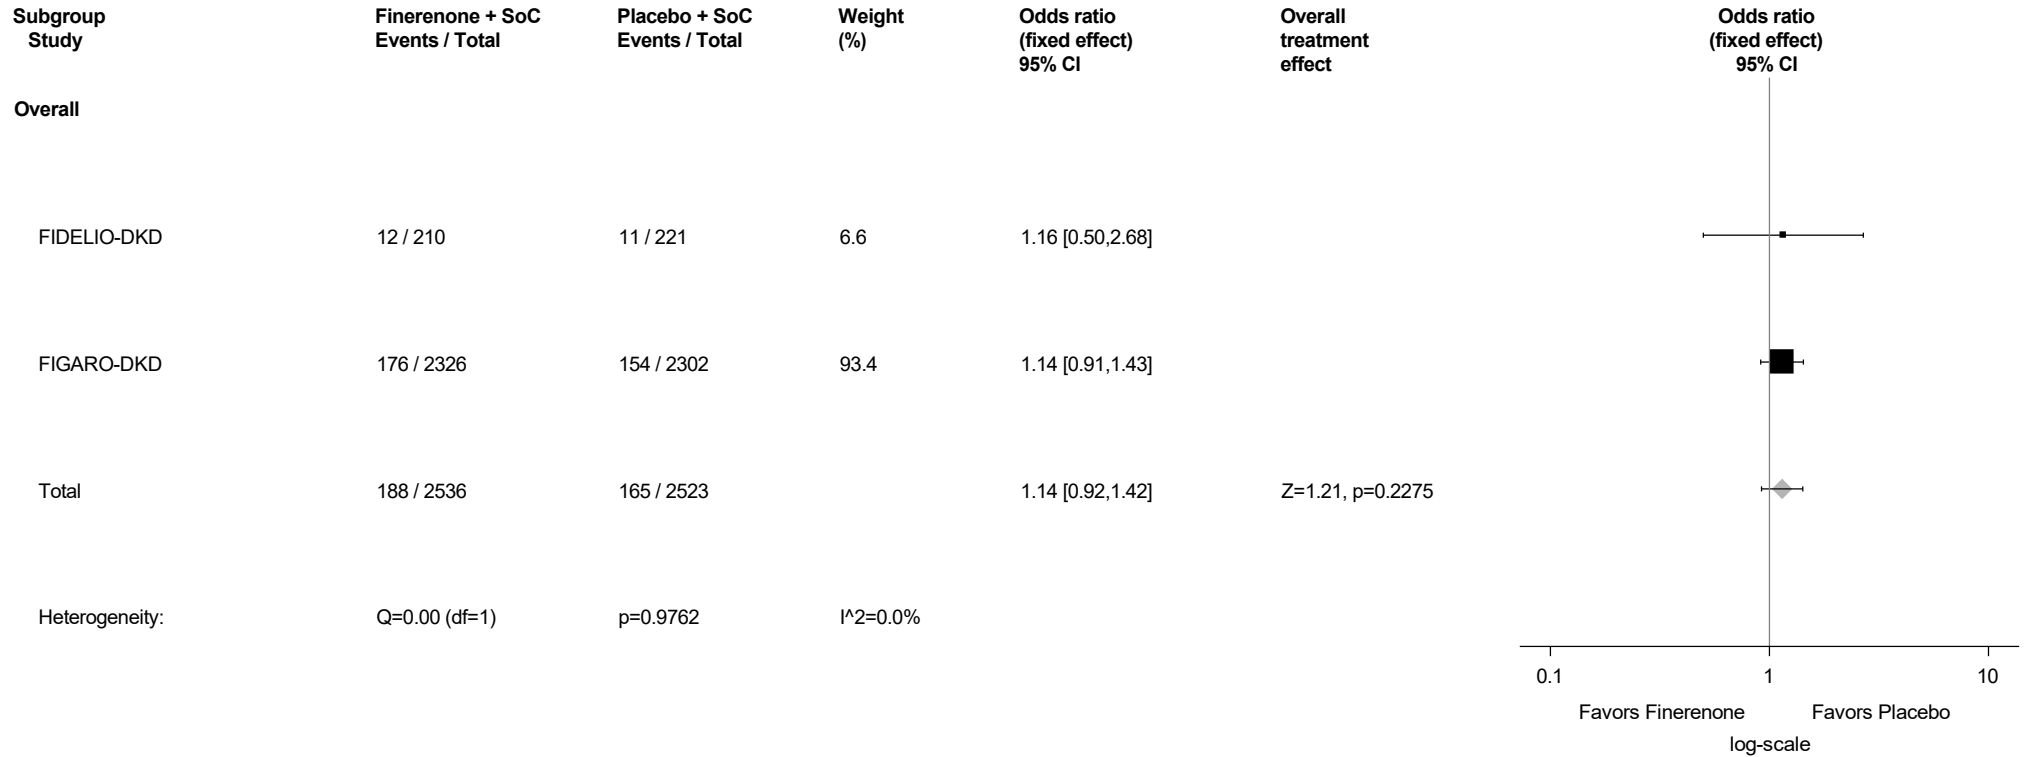 Subgroup Finerenone + SoC Placebo + SoC Weight Odds ratio Overall Odds ratio
Study Events / Total Events / Total (%) (fixed effect) treatment (fixed effect)
95% CI effect 95% CI
Overall
FIDELIO-DKD 12 / 210 11 / 221 6.6 1.16 [0.50,2.68]
FIGARO-DKD 176 / 2326 154 / 2302 93.4 1.14 [0.91,1.43]
Total 188 / 2536 165 / 2523 1.14 [0.92,1.42] Z=1.21, p=0.2275
Heterogeneity: Q=0.00 (df=1) p=0.9762 I^2=0.0%
0.1 1 10
Favors Finerenone Favors Placebo
log-scale